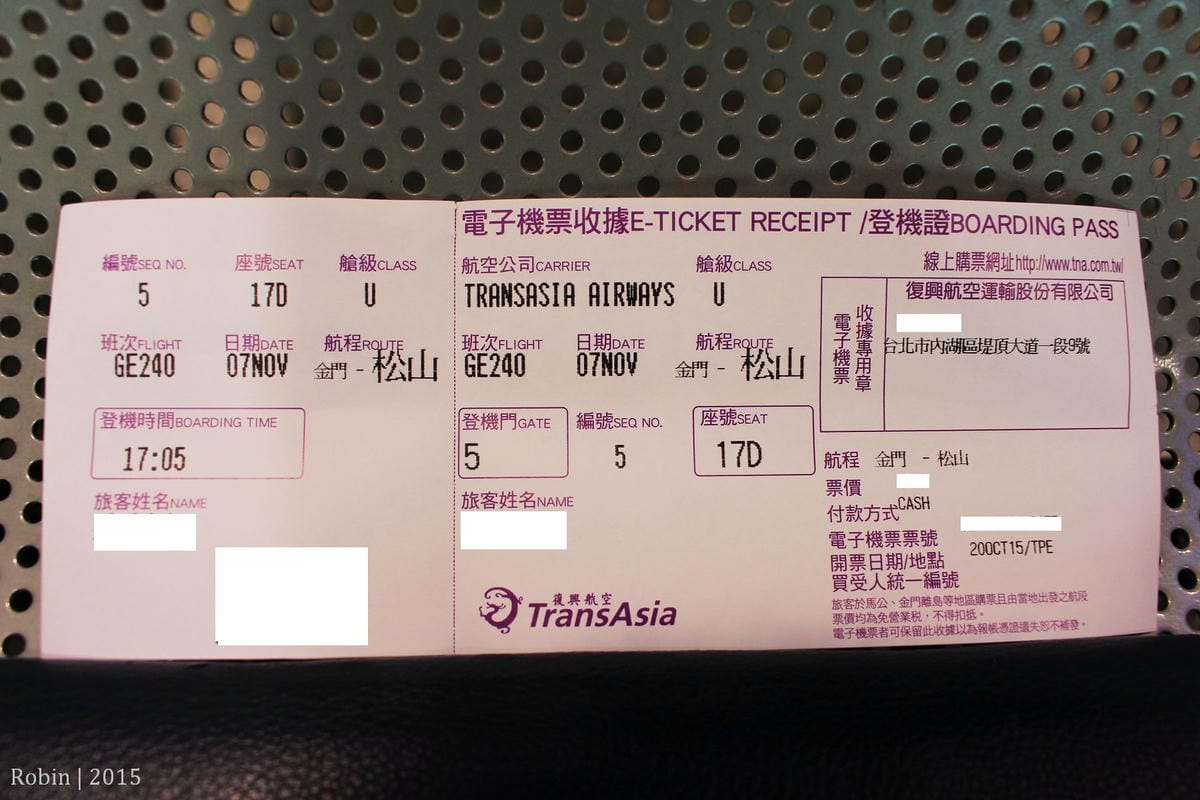 編號SEQ NO. 座號SEAT 艙級CLASS
5 17D U
班次FLIGHT 日期DATE 航程ROUTE
GE240 07NOV 金門 - 松山
登機時間BOARDING TIME
17:05
旅客姓名NAME
電子機票收據E-TICKET RECEIPT /登機證BOARDING PASS
航空公司CARRIER 艙級CLASS
TRANSASIA AIRWAYS U
班次FLIGHT 日期DATE 航程ROUTE
GE240 07NOV 金門 - 松山
登機門GATE 編號SEQ NO. 座號SEAT
5 5 17D
旅客姓名NAME
復興航空
TransAsia
線上購票網址http://www.tna.com.tw/
電子機票
收據專用章
復興航空運輸股份有限公司
台北市內湖區堤頂大道一段9號
航程 金門 - 松山
票價
付款方式 CASH
電子機票票號
開票日期/地點 20OCT15/TPE
買受人統一編號
旅客於馬公、金門離島等地區購票且由當地出發之航段
票價均為免營業稅，不得扣抵。
電子機票者可保留此收據以為報帳憑證遺失恕不補發。
Robin | 2015